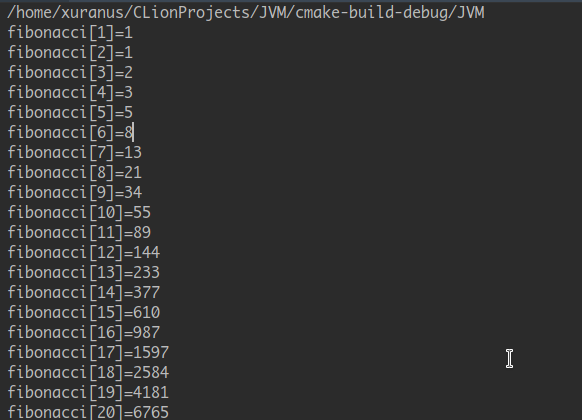 /home/xuranus/CLionProjects/JVM/cmake-build-debug/JVM
fibonacci[1]=1
fibonacci[2]=1
fibonacci[3]=2
fibonacci[4]=3
fibonacci[5]=5
fibonacci[6]=8
fibonacci[7]=13
fibonacci[8]=21
fibonacci[9]=34
fibonacci[10]=55
fibonacci[11]=89
fibonacci[12]=144
fibonacci[13]=233
fibonacci[14]=377
fibonacci[15]=610
fibonacci[16]=987
fibonacci[17]=1597
fibonacci[18]=2584
fibonacci[19]=4181
fibonacci[20]=6765